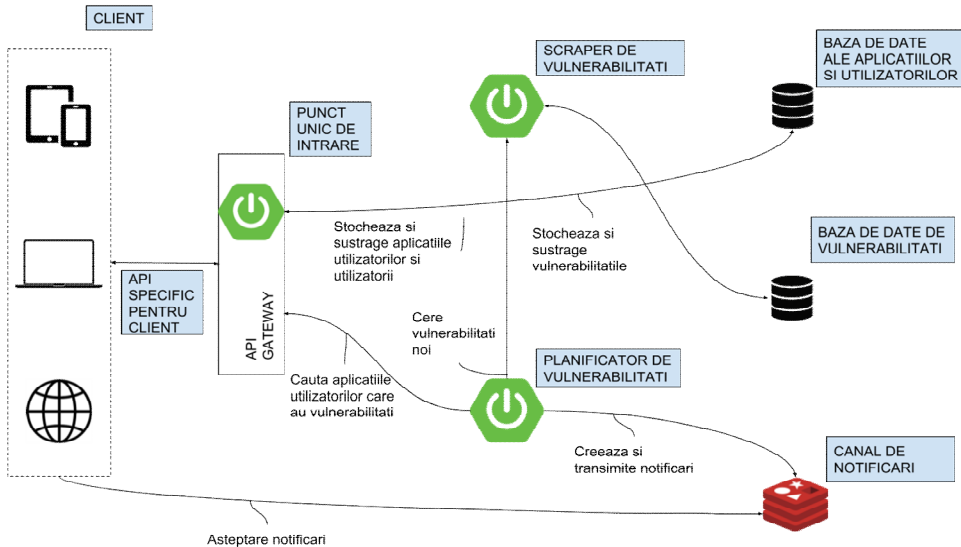 CLIENT
SCRAPER DE
VULNERABILITATI
BAZA DE DATE
ALE APLICATIILOR
SI UTILIZATORILOR
PUNCT
UNIC DE
INTRARE
Stocheaza si
sustrage aplicatiile
utilizatorilor si
utilizatorii
Stocheaza si
sustrage
vulnerabilitatile
BAZA DE DATE DE
VULNERABILITATI
API
SPECIFIC
PENTRU
CLIENT
API
GATEWAY
Cere
vulnerabilitati
noi
PLANIFICATOR DE
VULNERABILITATI
Cauta aplicatiile
utilizatorilor care
au vulnerabilitati
Creeaza si
transmite notificari
CANAL DE
NOTIFICARI
Asteptare notificari